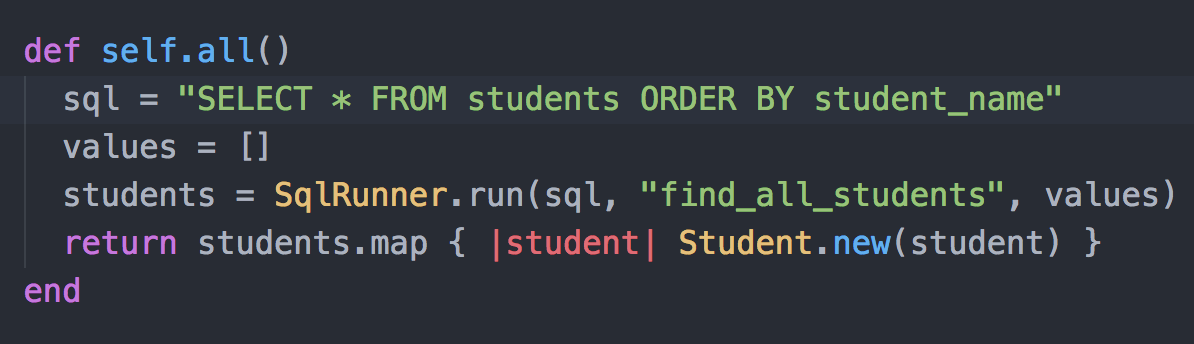 def self.all()
  sql = "SELECT * FROM students ORDER BY student_name"
  values = []
  students = SqlRunner.run(sql, "find_all_students", values)
  return students.map { |student| Student.new(student) }
end